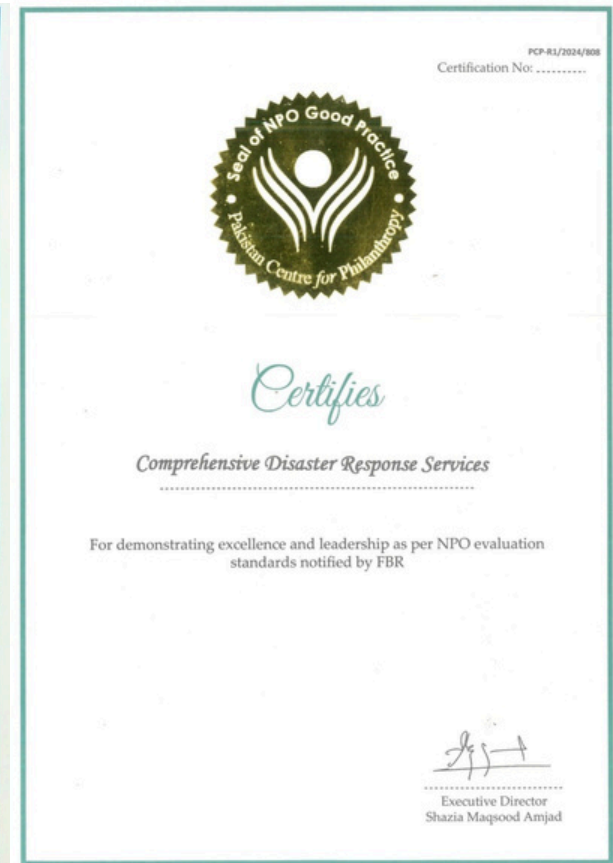 PCP-R1/2024/808
Certification No: ..........
Seal of NPO Good Practice
Pakistan Centre for Philanthropy
Certifies
Comprehensive Disaster Response Services
For demonstrating excellence and leadership as per NPO evaluation
standards notified by FBR
Executive Director
Shazia Maqsood Amjad